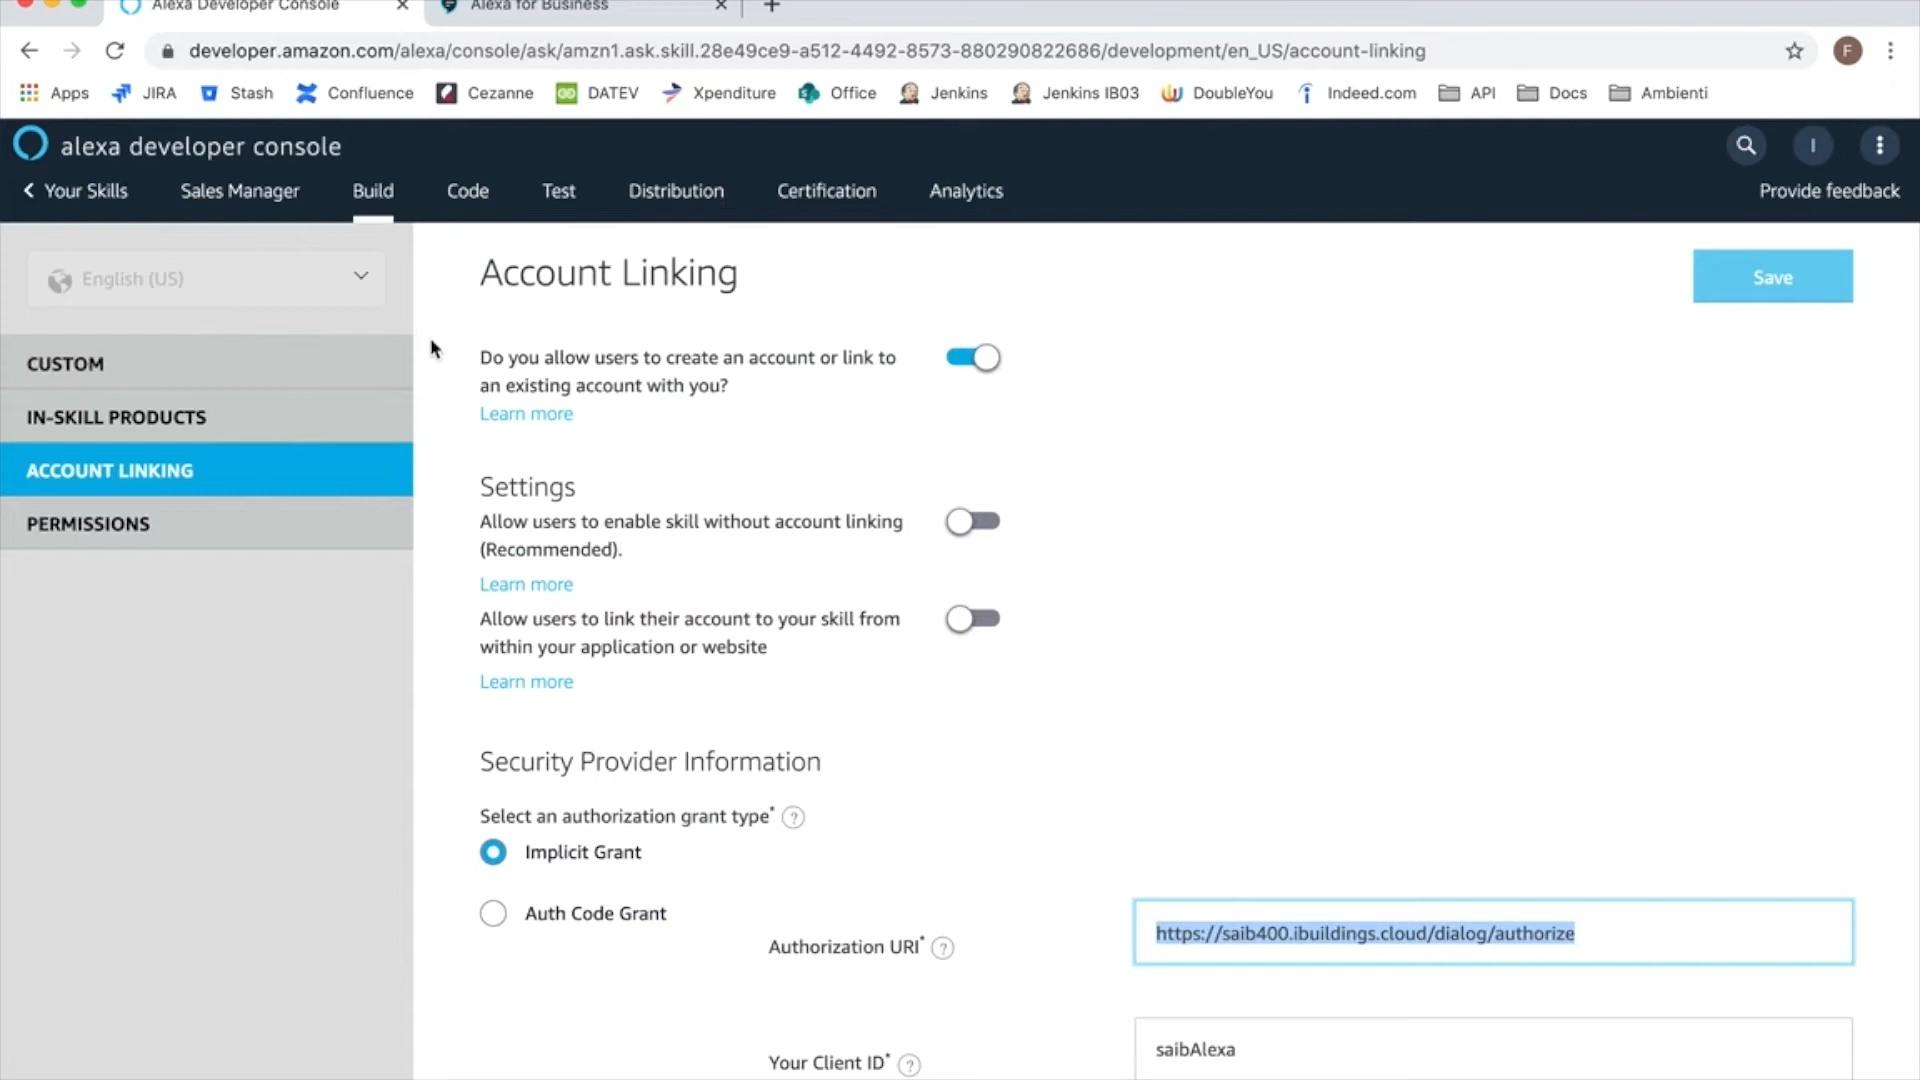 Alexa Developer Console
Alexa for Business
developer.amazon.com/alexa/console/ask/amzn1.ask.skill.28e49ce9-a512-4492-8573-880290822686/development/en_US/account-linking
F
Apps JIRA Stash Confluence Cezanne DATEV Xpenditure Office Jenkins Jenkins IB03 DoubleYou Indeed.com API Docs Ambienti
alexa developer console
I
Your Skills Sales Manager Build Code Test Distribution Certification Analytics Provide feedback
English (US)
CUSTOM
IN-SKILL PRODUCTS
ACCOUNT LINKING
PERMISSIONS
Account Linking
Save
Do you allow users to create an account or link to
an existing account with you?
Learn more
Settings
Allow users to enable skill without account linking
(Recommended).
Learn more
Allow users to link their account to your skill from
within your application or website
Learn more
Security Provider Information
Select an authorization grant type* ?
Implicit Grant
Auth Code Grant
Authorization URI* ?
https://saib400.ibuildings.cloud/dialog/authorize
Your Client ID* ?
saibAlexa